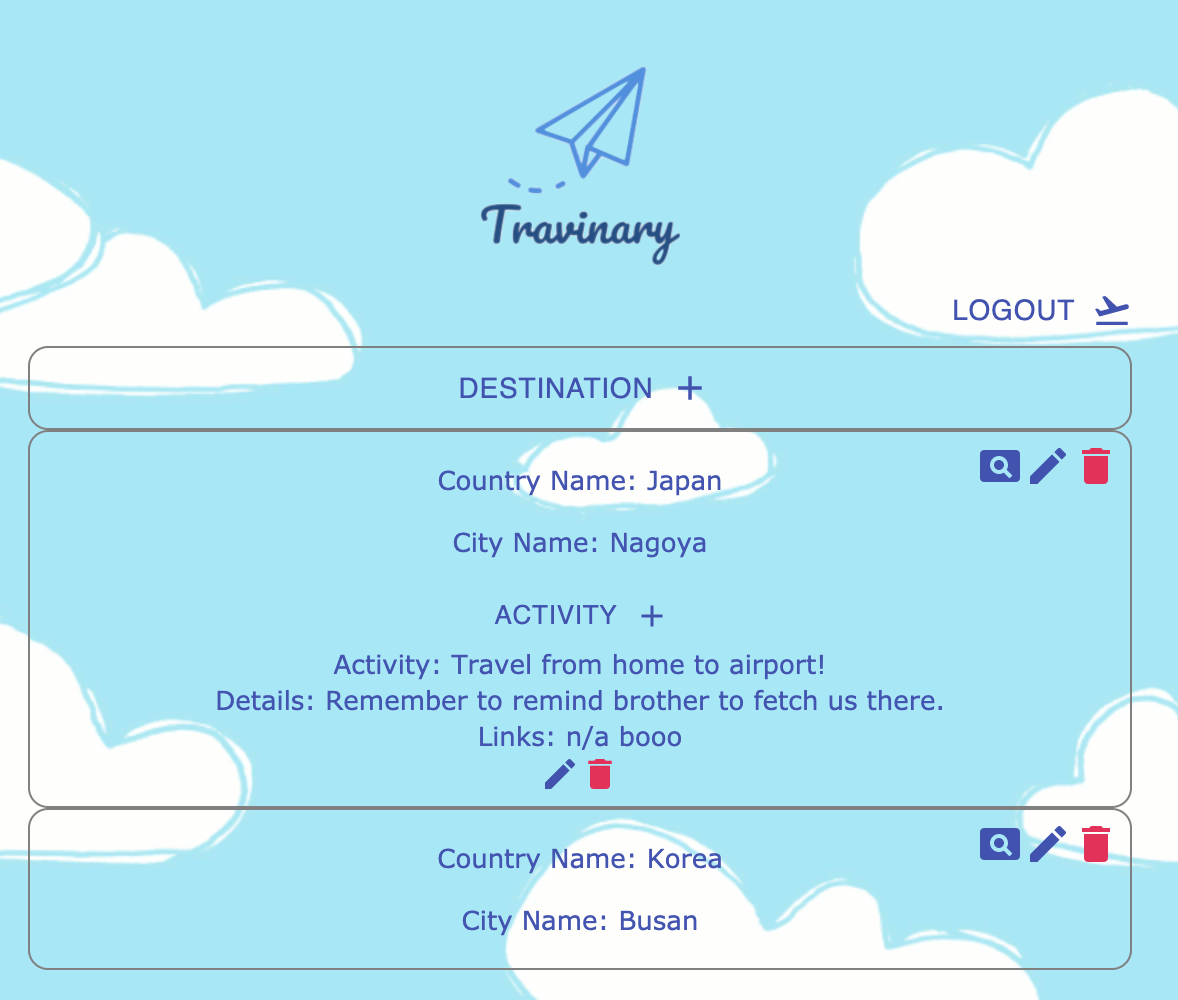 Travinary
LOGOUT
DESTINATION +
Country Name: Japan
City Name: Nagoya
ACTIVITY +
Activity: Travel from home to airport!
Details: Remember to remind brother to fetch us there.
Links: n/a booo
Country Name: Korea
City Name: Busan